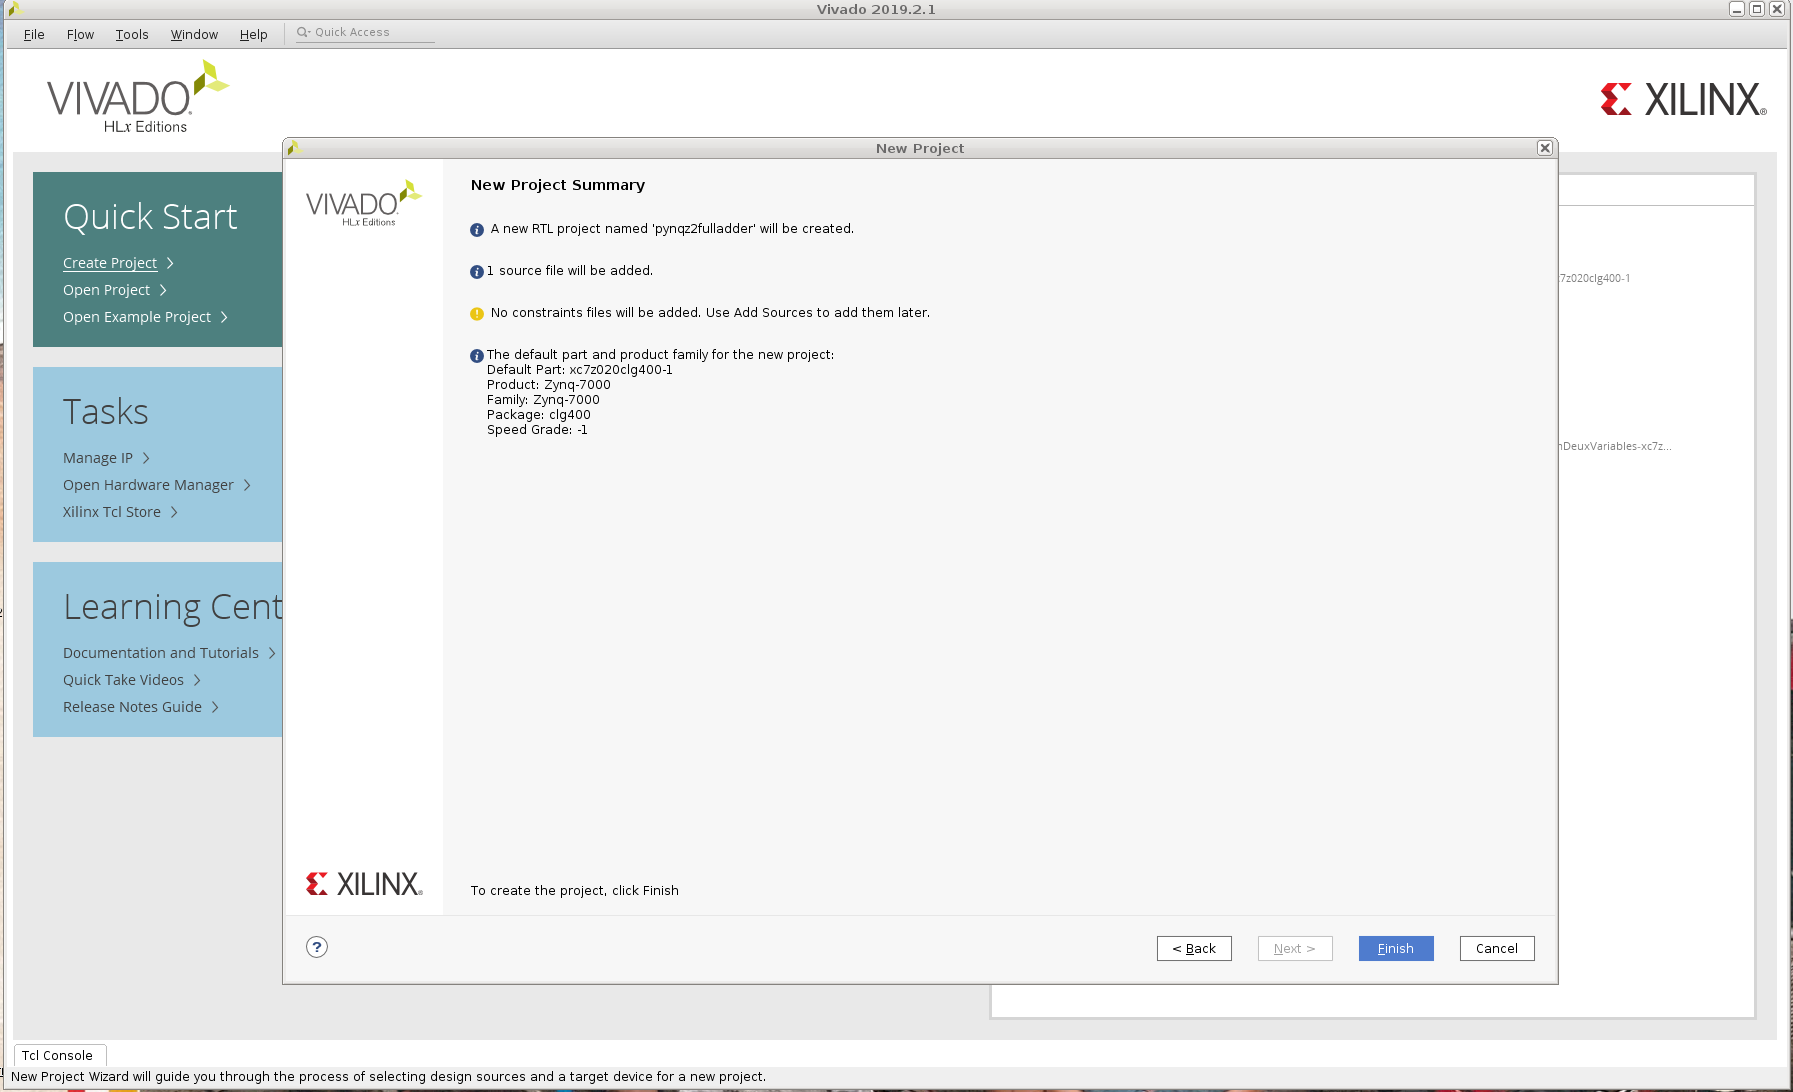 Vivado 2019.2.1
File Flow Tools Window Help Quick Access
VIVADO
HLx Editions
XILINX
New Project
Quick Start
Create Project
Open Project
Open Example Project
Tasks
Manage IP
Open Hardware Manager
Xilinx Tcl Store
Learning Cent
Documentation and Tutorials
Quick Take Videos
Release Notes Guide
VIVADO
HLx Editions
New Project Summary
A new RTL project named 'pynqz2fulladder' will be created.
1 source file will be added.
No constraints files will be added. Use Add Sources to add them later.
The default part and product family for the new project:
Default Part: xc7z020clg400-1
Product: Zynq-7000
Family: Zynq-7000
Package: clg400
Speed Grade: -1
XILINX
To create the project, click Finish
? < Back Next > Finish Cancel
7z020clg400-1
DeuxVariables-xc7z...
Tcl Console
New Project Wizard will guide you through the process of selecting design sources and a target device for a new project.